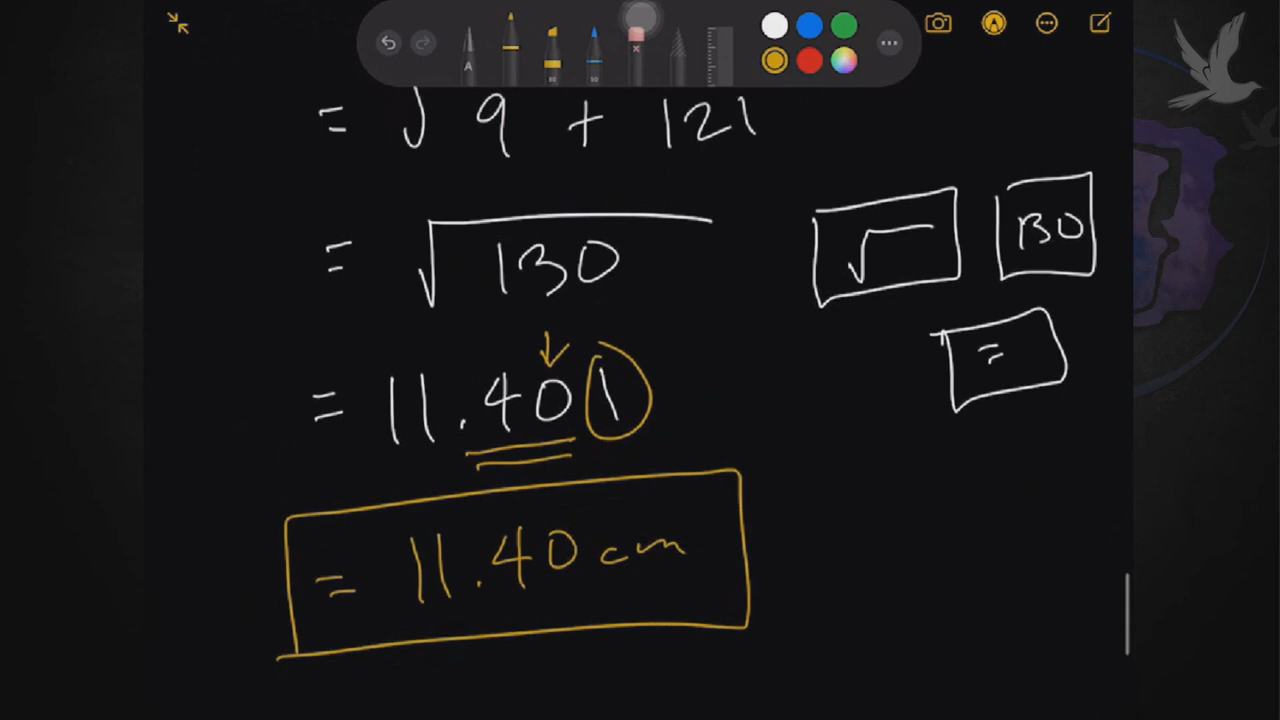 = √ 9 + 121
= √130
√ 130
=
= 11.401
= 11.40 cm